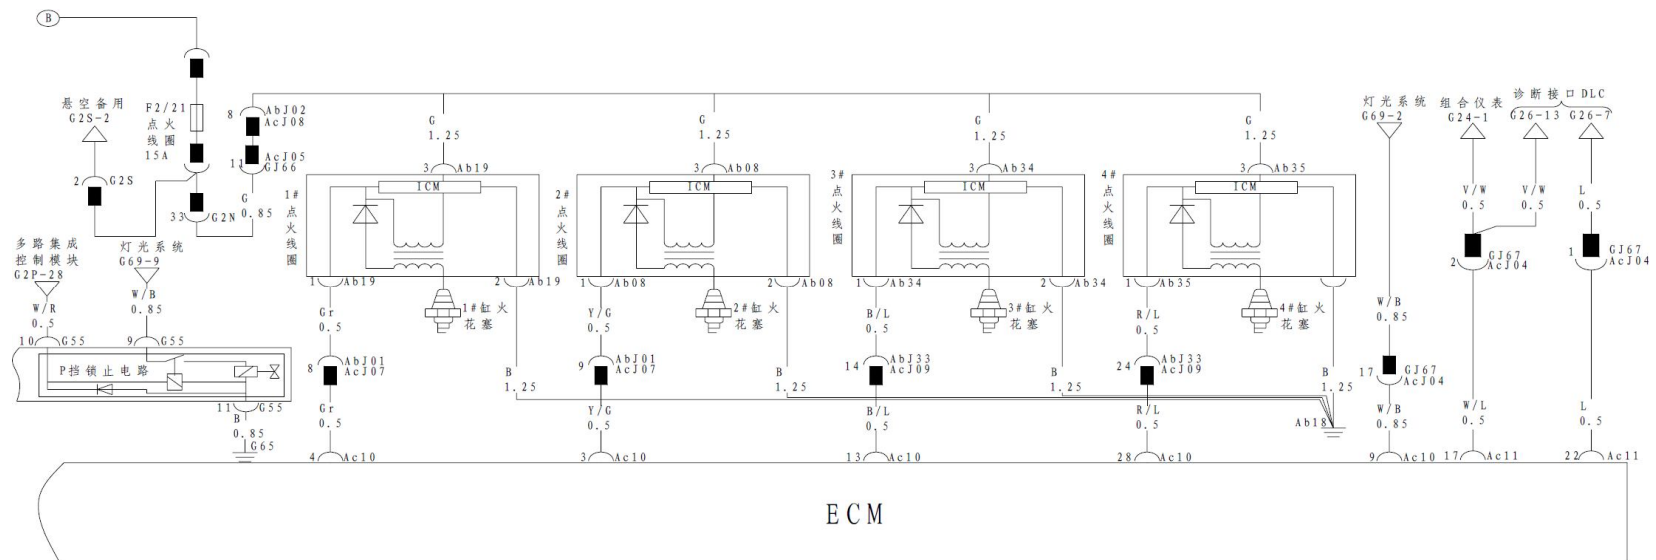 B
悬空备用
G2S-2
F2/21
点火
线圈
15A
8
AbJ02
AcJ08
11
AcJ05
GJ66
2
G2S
33
G2N
G
0.85
多路集成
控制模块
G2P-28
灯光系统
G69-9
W/R
0.5
W/B
0.85
10
G55
9
G55
P挡锁止电路
11
G55
B
0.85
G65
G
1.25
3
Ab19
ICM
1#点火线圈
1
Ab19
2
Ab19
1#缸火
花塞
Gr
0.5
8
AbJ01
AcJ07
Gr
0.5
4
Ac10
B
1.25
G
1.25
3
Ab08
ICM
2#点火线圈
1
Ab08
2
Ab08
2#缸火
花塞
Y/G
0.5
9
AbJ01
AcJ07
Y/G
0.5
3
Ac10
B
1.25
G
1.25
3
Ab34
ICM
3#点火线圈
1
Ab34
2
Ab34
3#缸火
花塞
B/L
0.5
14
AbJ33
AcJ09
B/L
0.5
13
Ac10
B
1.25
G
1.25
3
Ab35
ICM
4#点火线圈
1
Ab35
4#缸火
花塞
R/L
0.5
24
AbJ33
AcJ09
R/L
0.5
28
Ac10
B
1.25
Ab18
灯光系统
G69-2
W/B
0.85
17
GJ67
AcJ04
W/B
0.85
9
Ac10
组合仪表
G24-1
诊断接口DLC
G26-13
G26-7
V/W
0.5
V/W
0.5
L
0.5
2
GJ67
AcJ04
1
GJ67
AcJ04
W/L
0.5
L
0.5
17
Ac11
22
Ac11
ECM